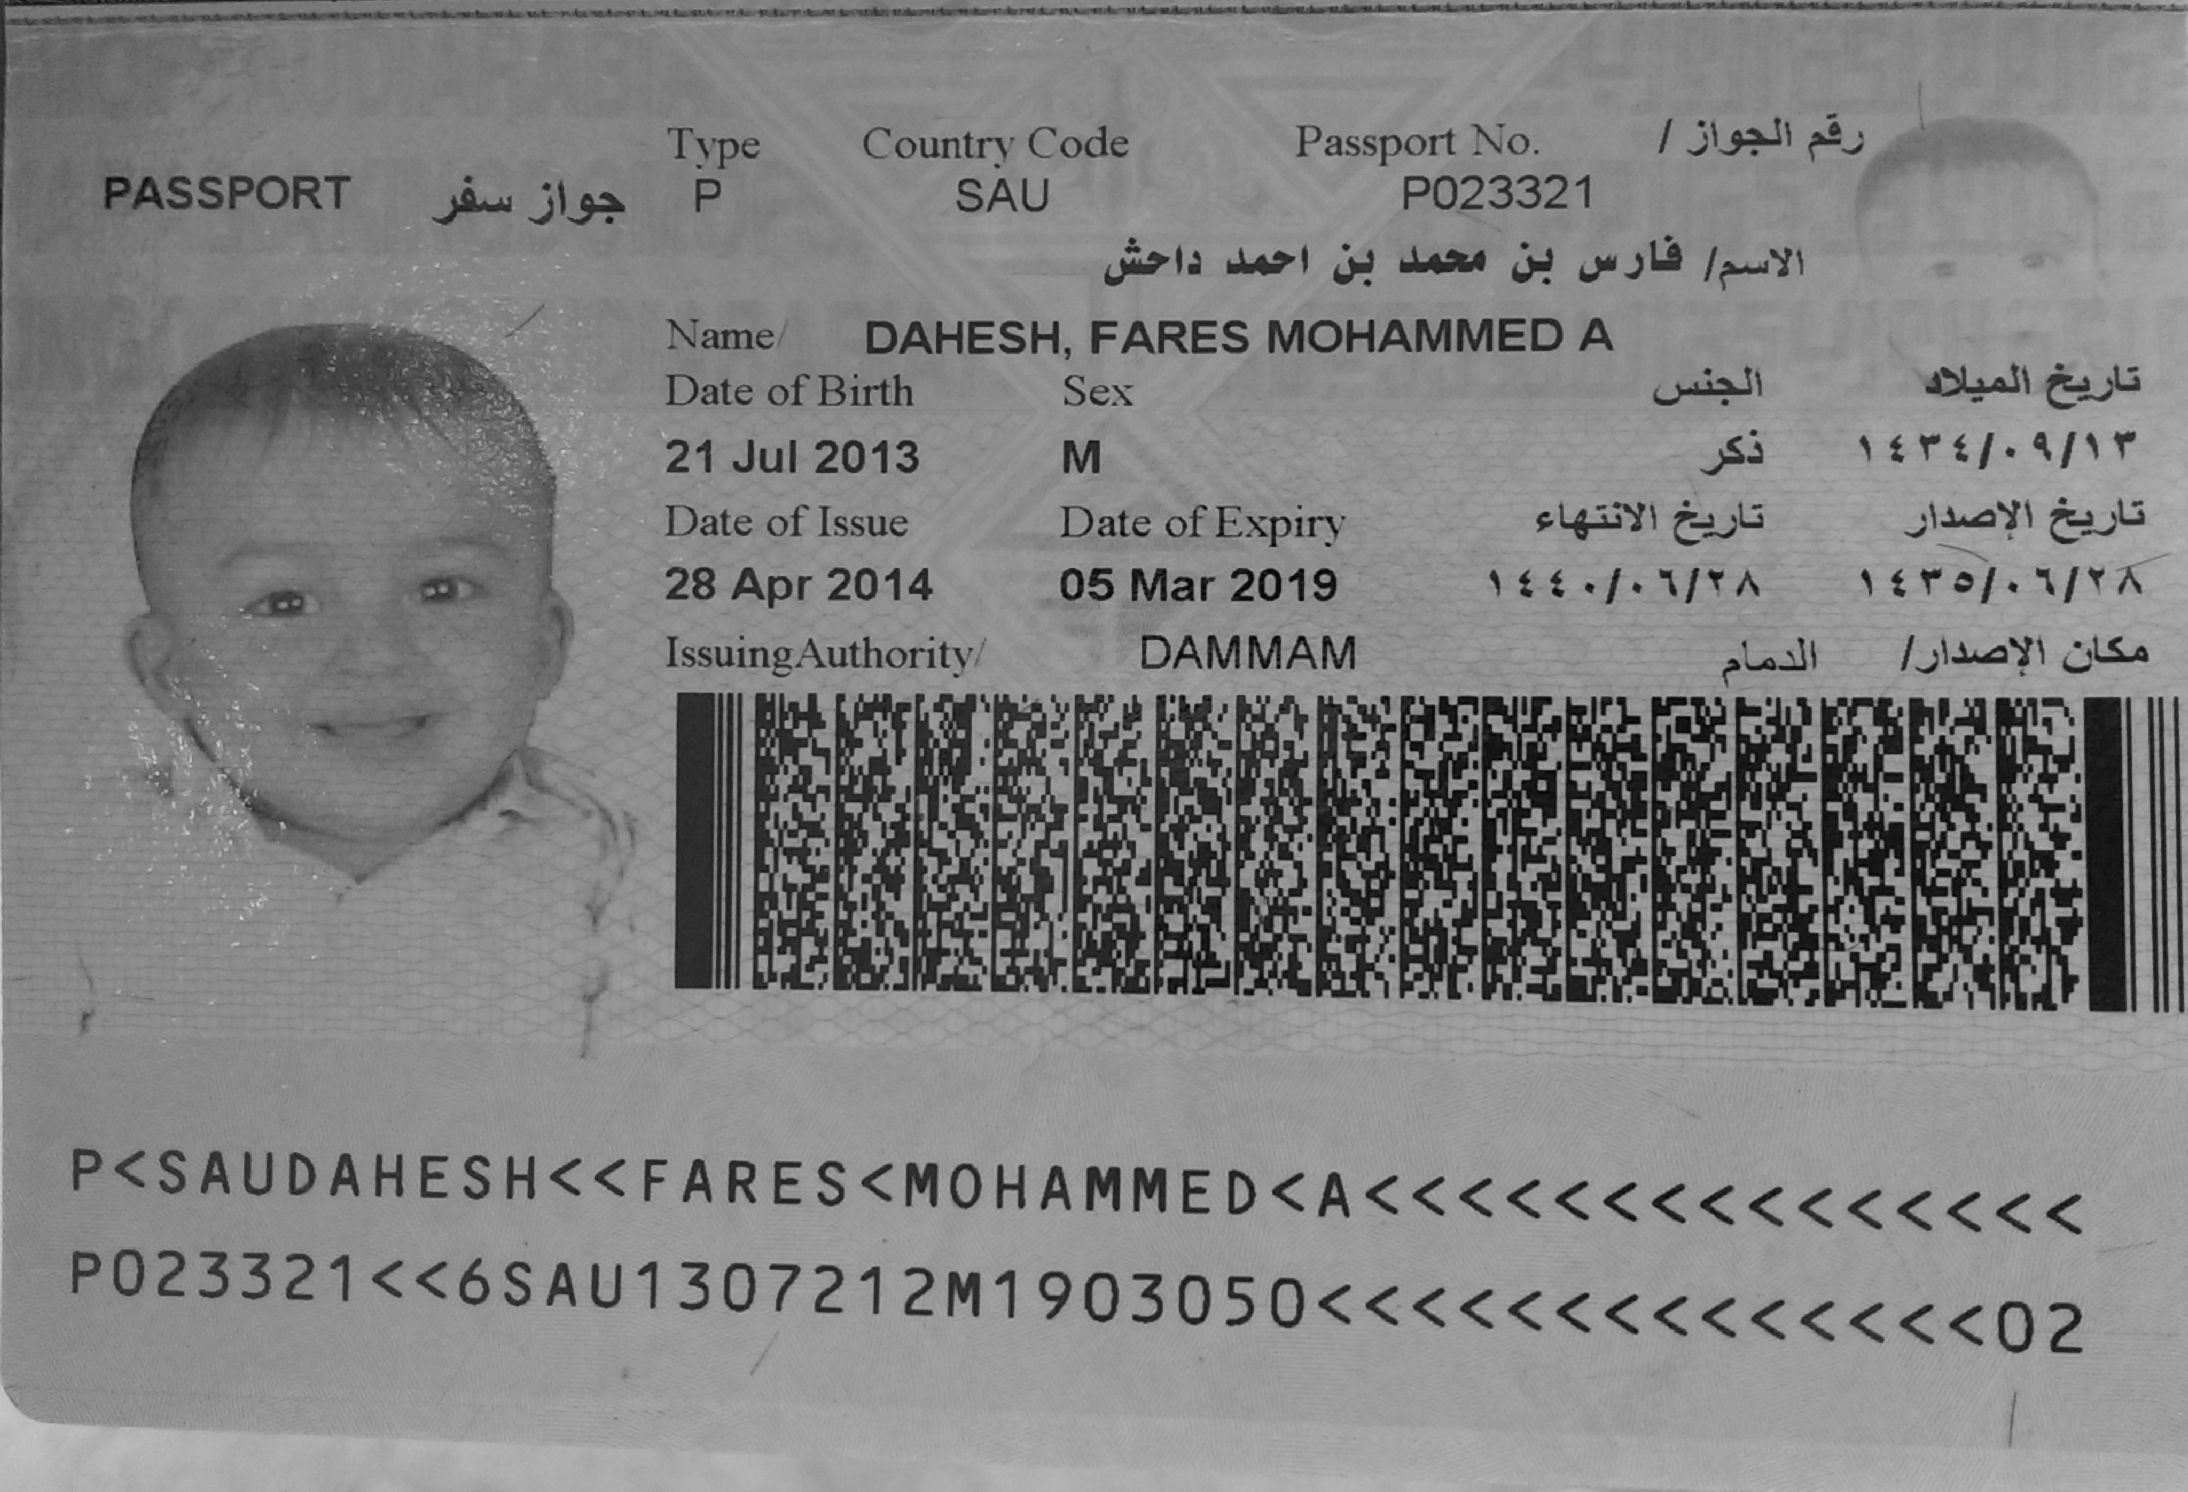 Type Country Code Passport No. رقم الجواز /
PASSPORT جواز سفر P SAU P023321
الاسم/ فارس بن محمد بن احمد داحش
Name/ DAHESH, FARES MOHAMMED A
Date of Birth Sex الجنس تاريخ الميلاد
21 Jul 2013 M ذكر ١٤٣٤/٠٩/١٣
Date of Issue Date of Expiry تاريخ الانتهاء تاريخ الإصدار
28 Apr 2014 05 Mar 2019 ١٤٤٠/٠٦/٢٨ ١٤٣٥/٠٦/٢٨
IssuingAuthority/ DAMMAM الدمام مكان الإصدار/
P<SAUDAHESH<<FARES<MOHAMMED<A<<<<<<<<<<<<<<<
P023321<<6SAU1307212M1903050<<<<<<<<<<<<<<02